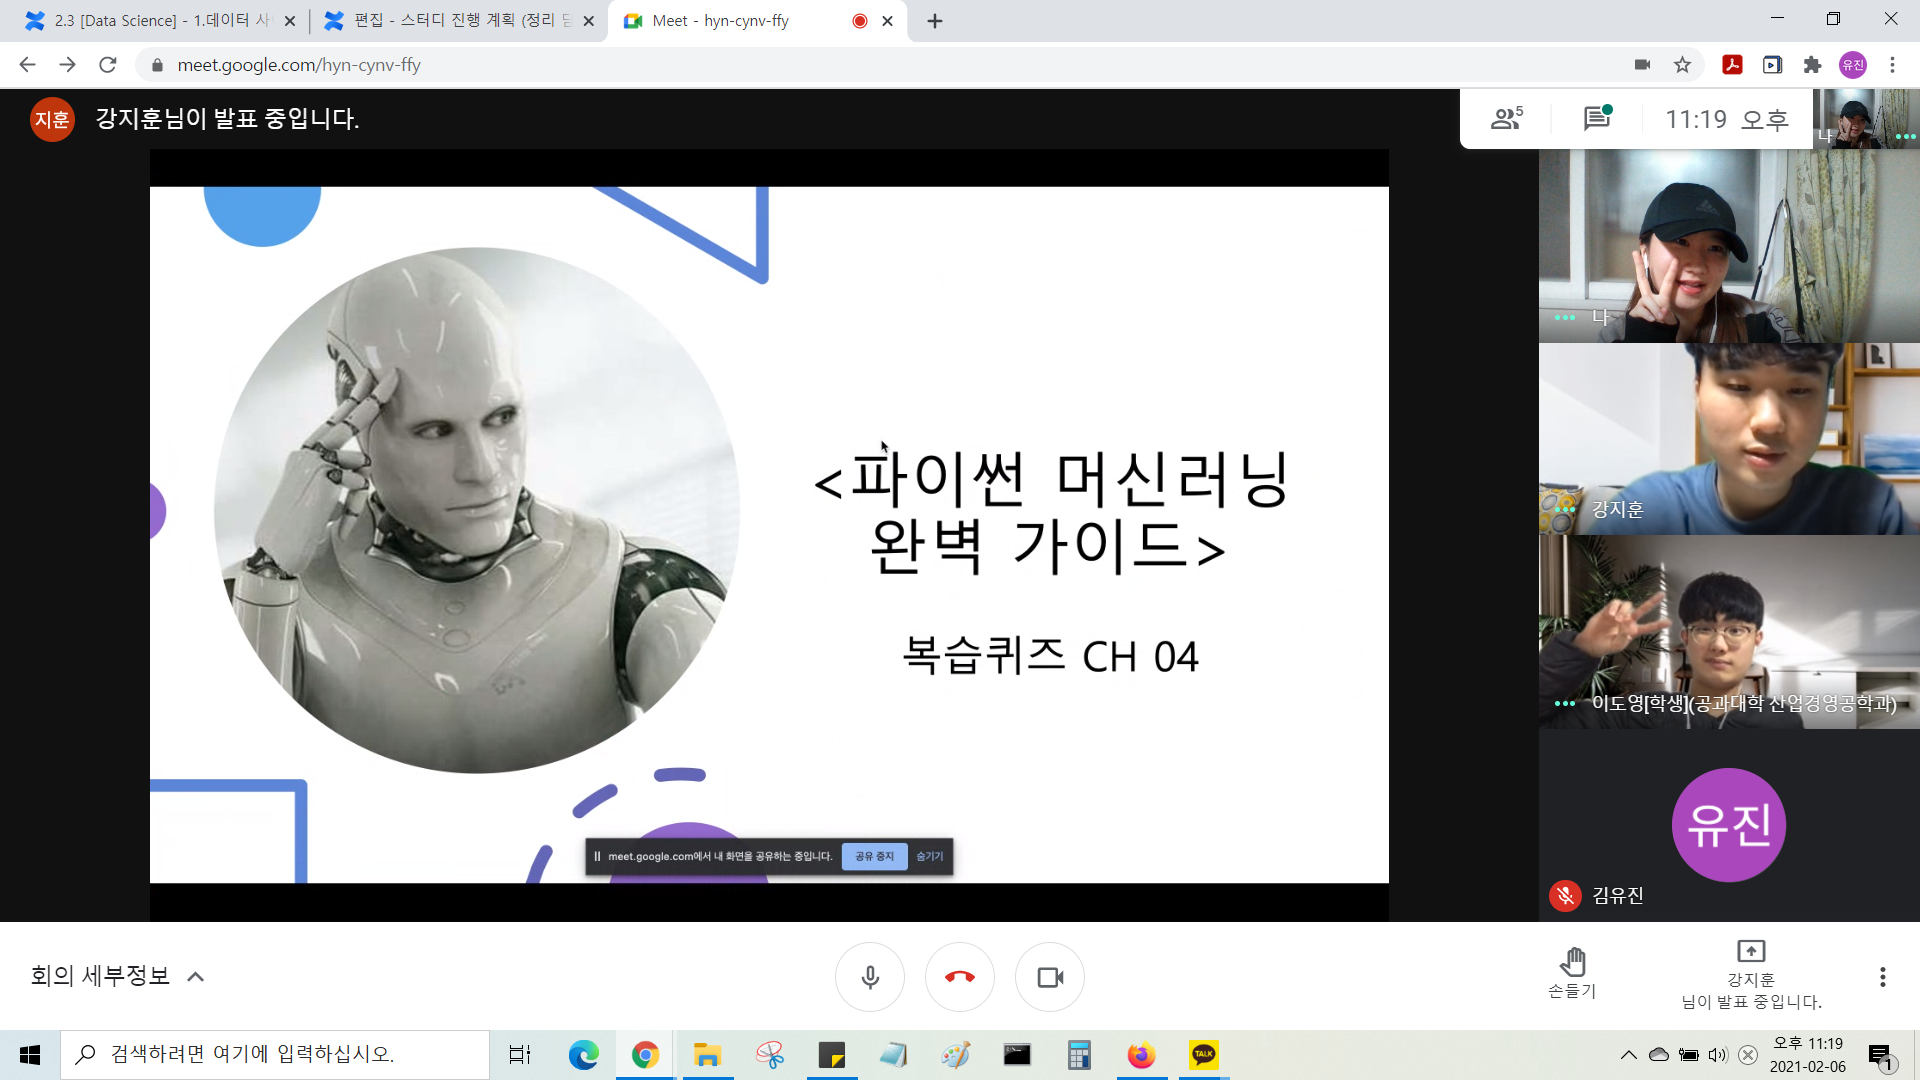 2.3 [Data Science] - 1.데이터 사
편집 - 스터디 진행 계획 (정리 담
Meet - hyn-cynv-ffy
meet.google.com/hyn-cynv-ffy
유진
지훈
강지훈님이 발표 중입니다.
5
11:19 오후
나
나
강지훈
이도영[학생](공과대학 산업경영공학과)
유진
김유진
<파이썬 머신러닝
완벽 가이드>
복습퀴즈 CH 04
meet.google.com에서 내 화면을 공유하는 중입니다.
공유 중지
숨기기
회의 세부정보
손들기
강지훈
님이 발표 중입니다.
검색하려면 여기에 입력하십시오.
TALK
오후 11:19
2021-02-06
1